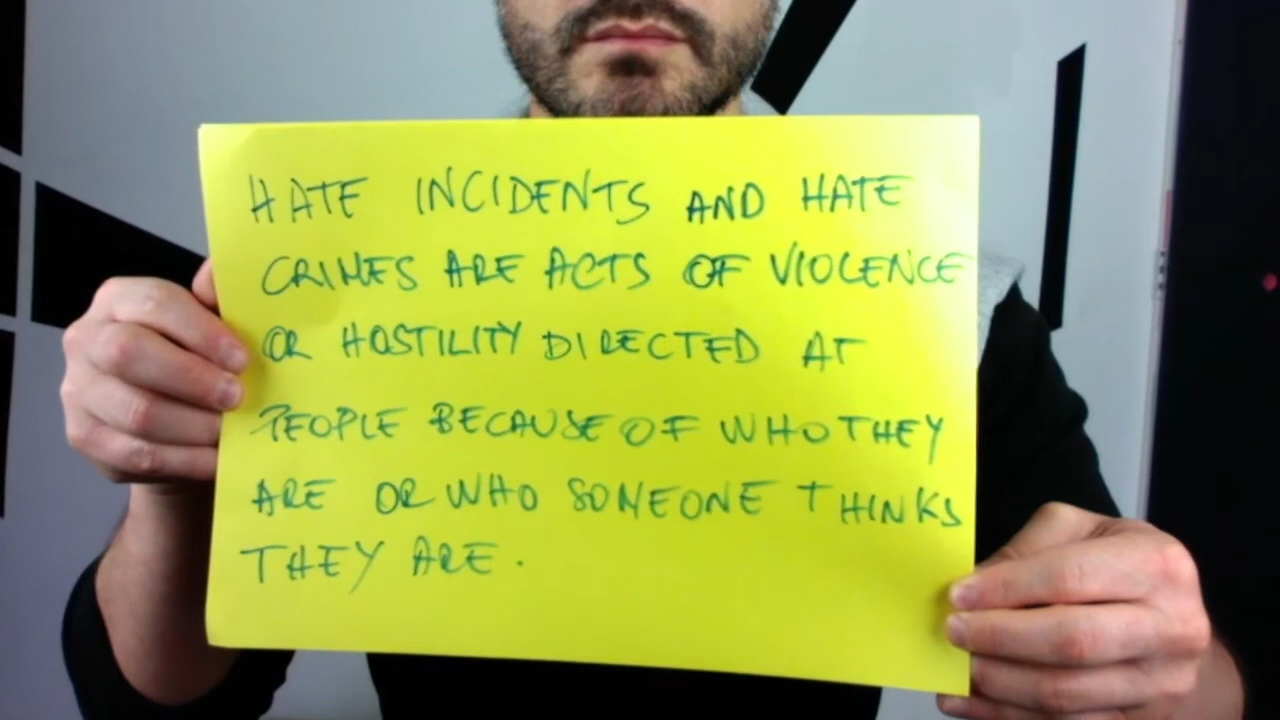 HATE INCIDENTS AND HATE
CRIMES ARE ACTS OF VIOLENCE
OR HOSTILITY DIRECTED AT
PEOPLE BECAUSE OF WHO THEY
ARE OR WHO SOMEONE THINKS
THEY ARE.